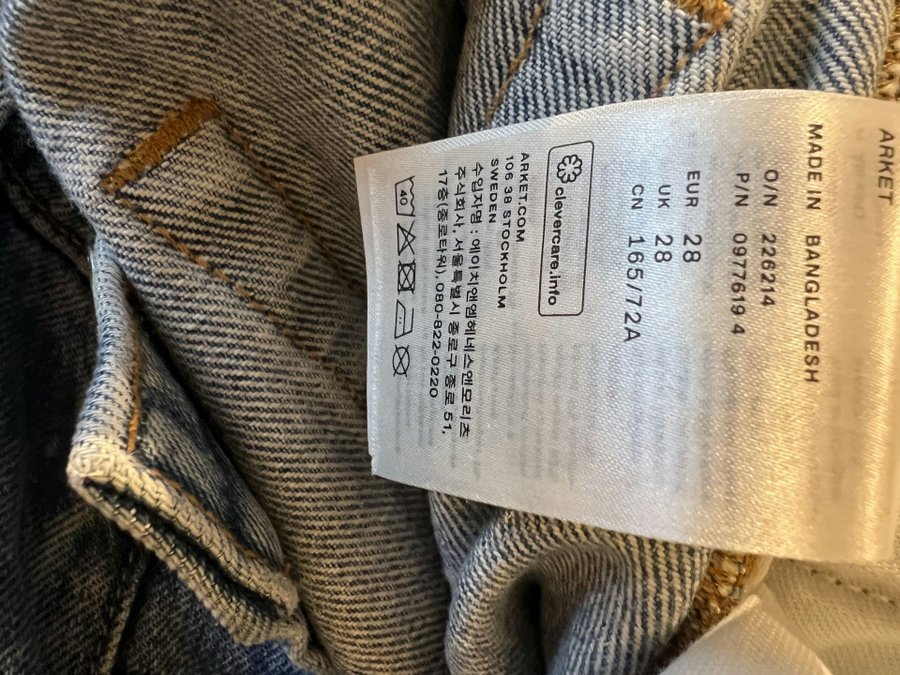 ARKET
MADE IN BANGLADESH
O/N 226214
P/N 0977619 4
EUR 28
UK 28
CN 165/72A
clevercare.info
ARKET.COM
106 38 STOCKHOLM
SWEDEN
수입자명 : 에이치앤엠헤네스앤모리츠
주식회사, 서울특별시 종로구 종로 51,
17층(종로타워), 080-822-0220
40